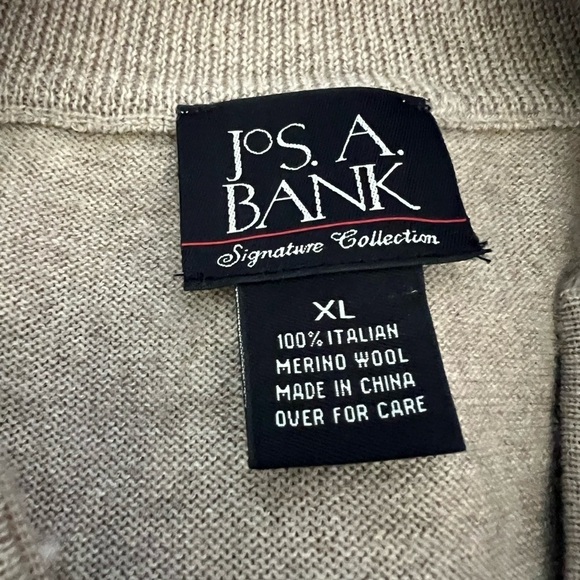 JoS. A.
BANK
Signature Collection
XL
100% ITALIAN
MERINO WOOL
MADE IN CHINA
OVER FOR CARE